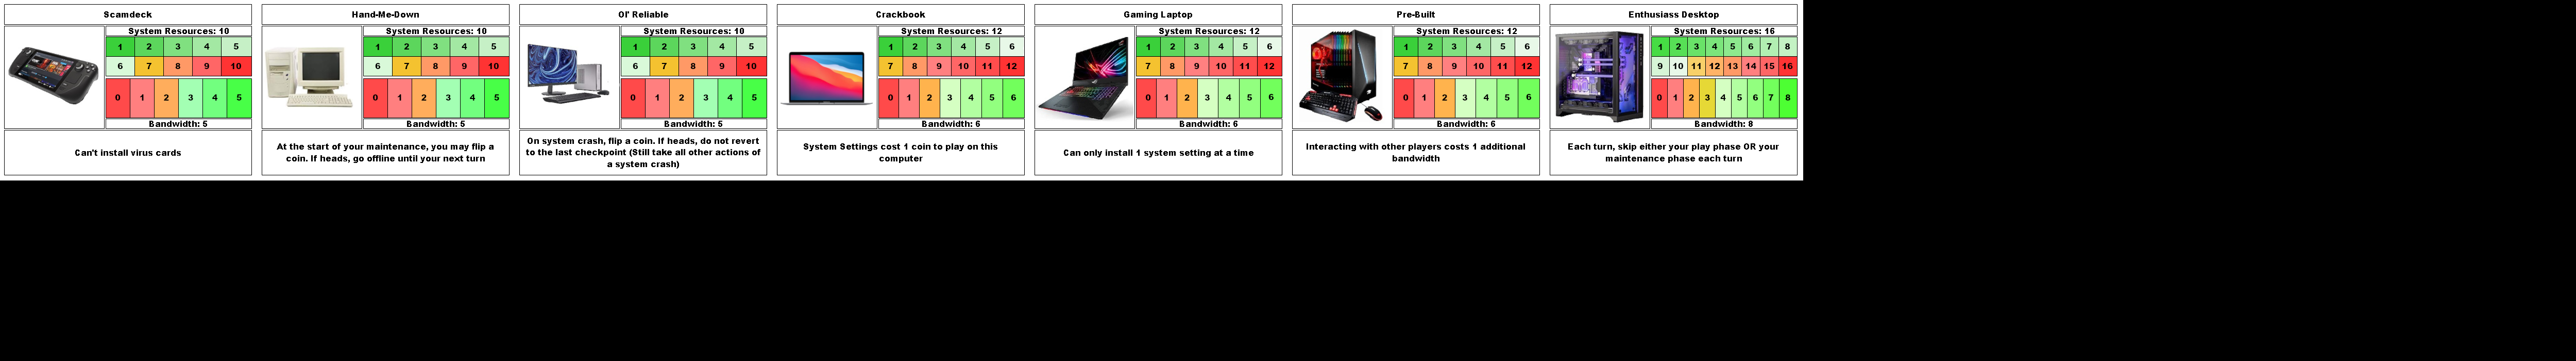 Scamdeck
System Resources: 10
1 2 3 4 5
6 7 8 9 10
0 1 2 3 4 5
Bandwidth: 5
Can't install virus cards
Hand-Me-Down
System Resources: 10
1 2 3 4 5
6 7 8 9 10
0 1 2 3 4 5
Bandwidth: 5
At the start of your maintenance, you may flip a
coin. If heads, go offline until your next turn
Ol' Reliable
System Resources: 10
1 2 3 4 5
6 7 8 9 10
0 1 2 3 4 5
Bandwidth: 5
On system crash, flip a coin. If heads, do not revert
to the last checkpoint (Still take all other actions of
a system crash)
Crackbook
System Resources: 12
1 2 3 4 5 6
7 8 9 10 11 12
0 1 2 3 4 5 6
Bandwidth: 6
System Settings cost 1 coin to play on this
computer
Gaming Laptop
System Resources: 12
1 2 3 4 5 6
7 8 9 10 11 12
0 1 2 3 4 5 6
Bandwidth: 6
Can only install 1 system setting at a time
Pre-Built
System Resources: 12
1 2 3 4 5 6
7 8 9 10 11 12
0 1 2 3 4 5 6
Bandwidth: 6
Interacting with other players costs 1 additional
bandwidth
Enthusiass Desktop
System Resources: 16
1 2 3 4 5 6 7 8
9 10 11 12 13 14 15 16
0 1 2 3 4 5 6 7 8
Bandwidth: 8
Each turn, skip either your play phase OR your
maintenance phase each turn